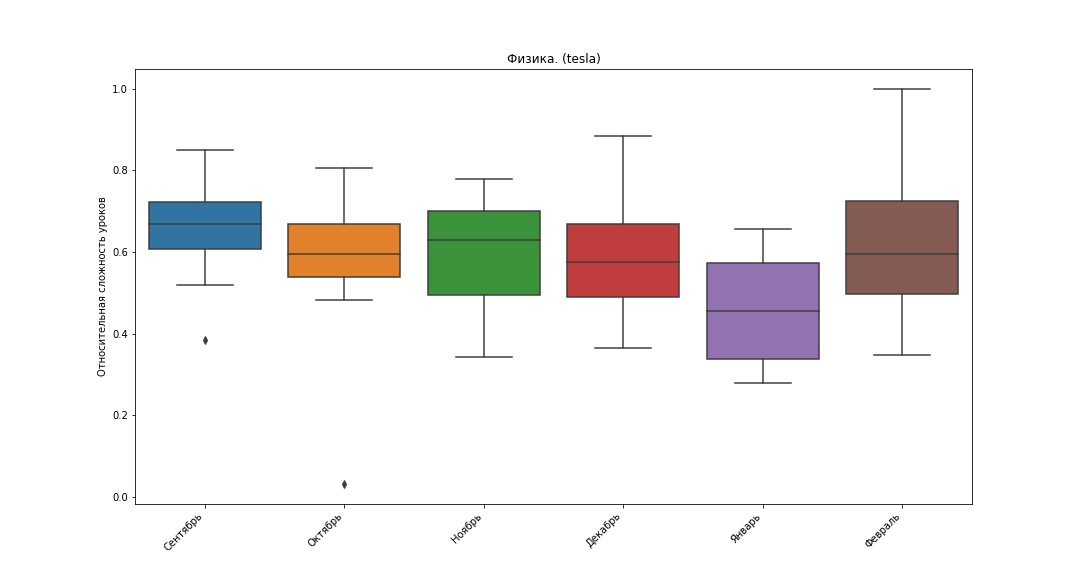 Физика. (tesla)
Относительная сложность уроков
1.0
0.8
0.6
0.4
0.2
0.0
Сентябрь
Октябрь
Ноябрь
Декабрь
Январь
Февраль